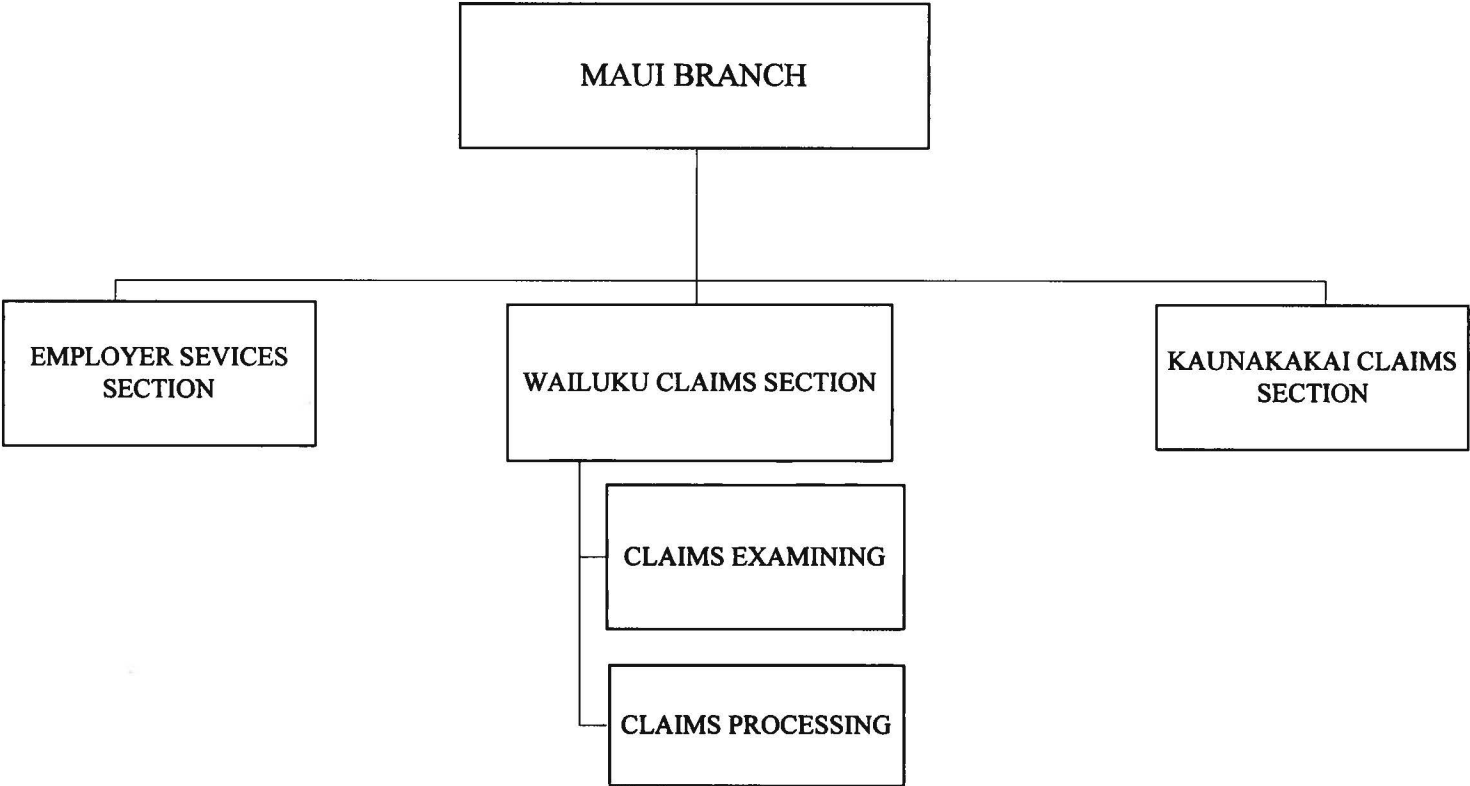 MAUI BRANCH
EMPLOYER SEVICES
SECTION
WAILUKU CLAIMS SECTION
KAUNAKAKAI CLAIMS
SECTION
CLAIMS EXAMINING
CLAIMS PROCESSING